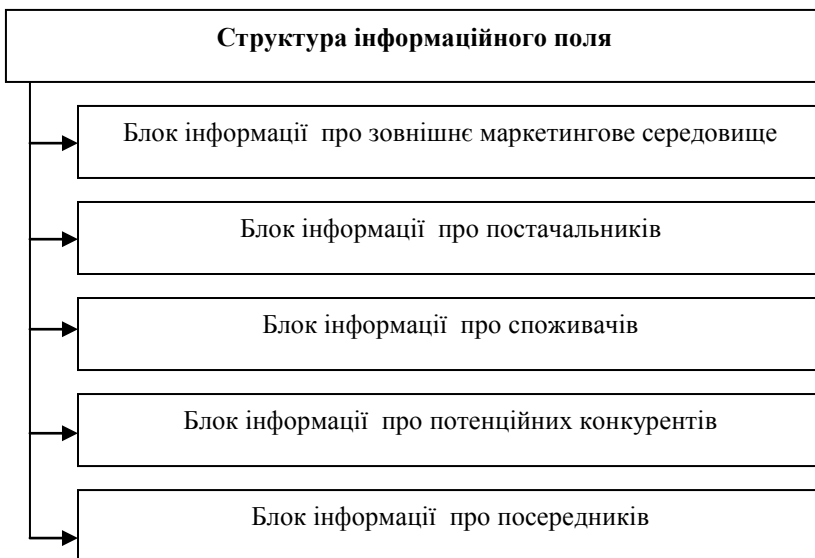 Структура інформаційного поля
Блок інформації  про зовнішнє маркетингове середовище
Блок інформації  про постачальників
Блок інформації  про споживачів
Блок інформації  про потенційних конкурентів
Блок інформації  про посередників